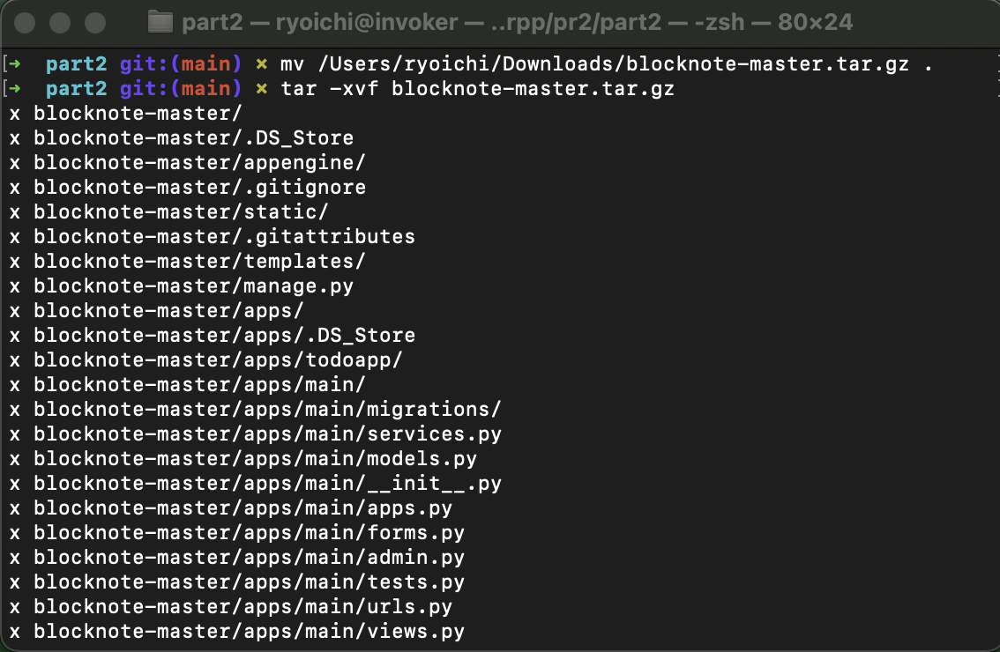 part2 — ryoichi@invoker — ..rpp/pr2/part2 — -zsh — 80×24
[➜  part2 git:(main) × mv /Users/ryoichi/Downloads/blocknote-master.tar.gz .
[➜  part2 git:(main) × tar -xvf blocknote-master.tar.gz
x blocknote-master/
x blocknote-master/.DS_Store
x blocknote-master/appengine/
x blocknote-master/.gitignore
x blocknote-master/static/
x blocknote-master/.gitattributes
x blocknote-master/templates/
x blocknote-master/manage.py
x blocknote-master/apps/
x blocknote-master/apps/.DS_Store
x blocknote-master/apps/todoapp/
x blocknote-master/apps/main/
x blocknote-master/apps/main/migrations/
x blocknote-master/apps/main/services.py
x blocknote-master/apps/main/models.py
x blocknote-master/apps/main/__init__.py
x blocknote-master/apps/main/apps.py
x blocknote-master/apps/main/forms.py
x blocknote-master/apps/main/admin.py
x blocknote-master/apps/main/tests.py
x blocknote-master/apps/main/urls.py
x blocknote-master/apps/main/views.py